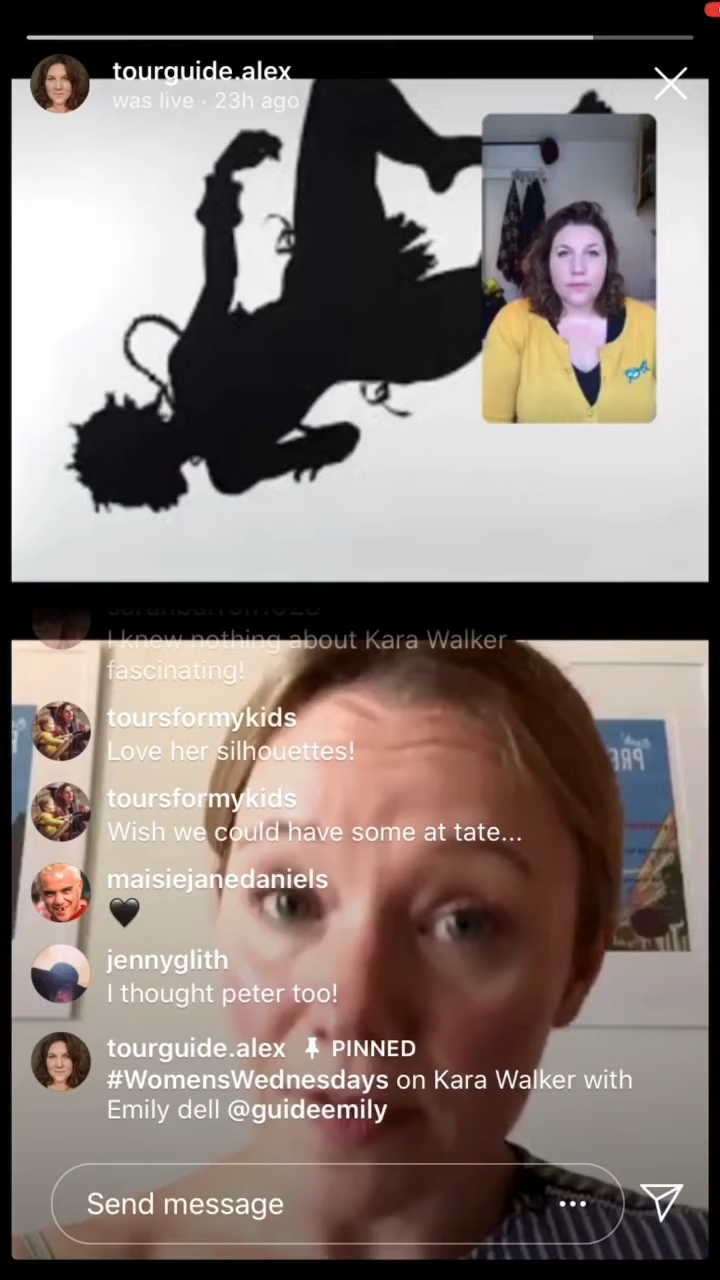 tourguide.alex
was live · 23h ago
I knew nothing about Kara Walker
fascinating!
toursformykids
Love her silhouettes!
toursformykids
Wish we could have some at tate...
maisiejanedaniels
🖤
jennyglith
I thought peter too!
tourguide.alex PINNED
#WomensWednesdays on Kara Walker with
Emily dell @guideemily
Send message